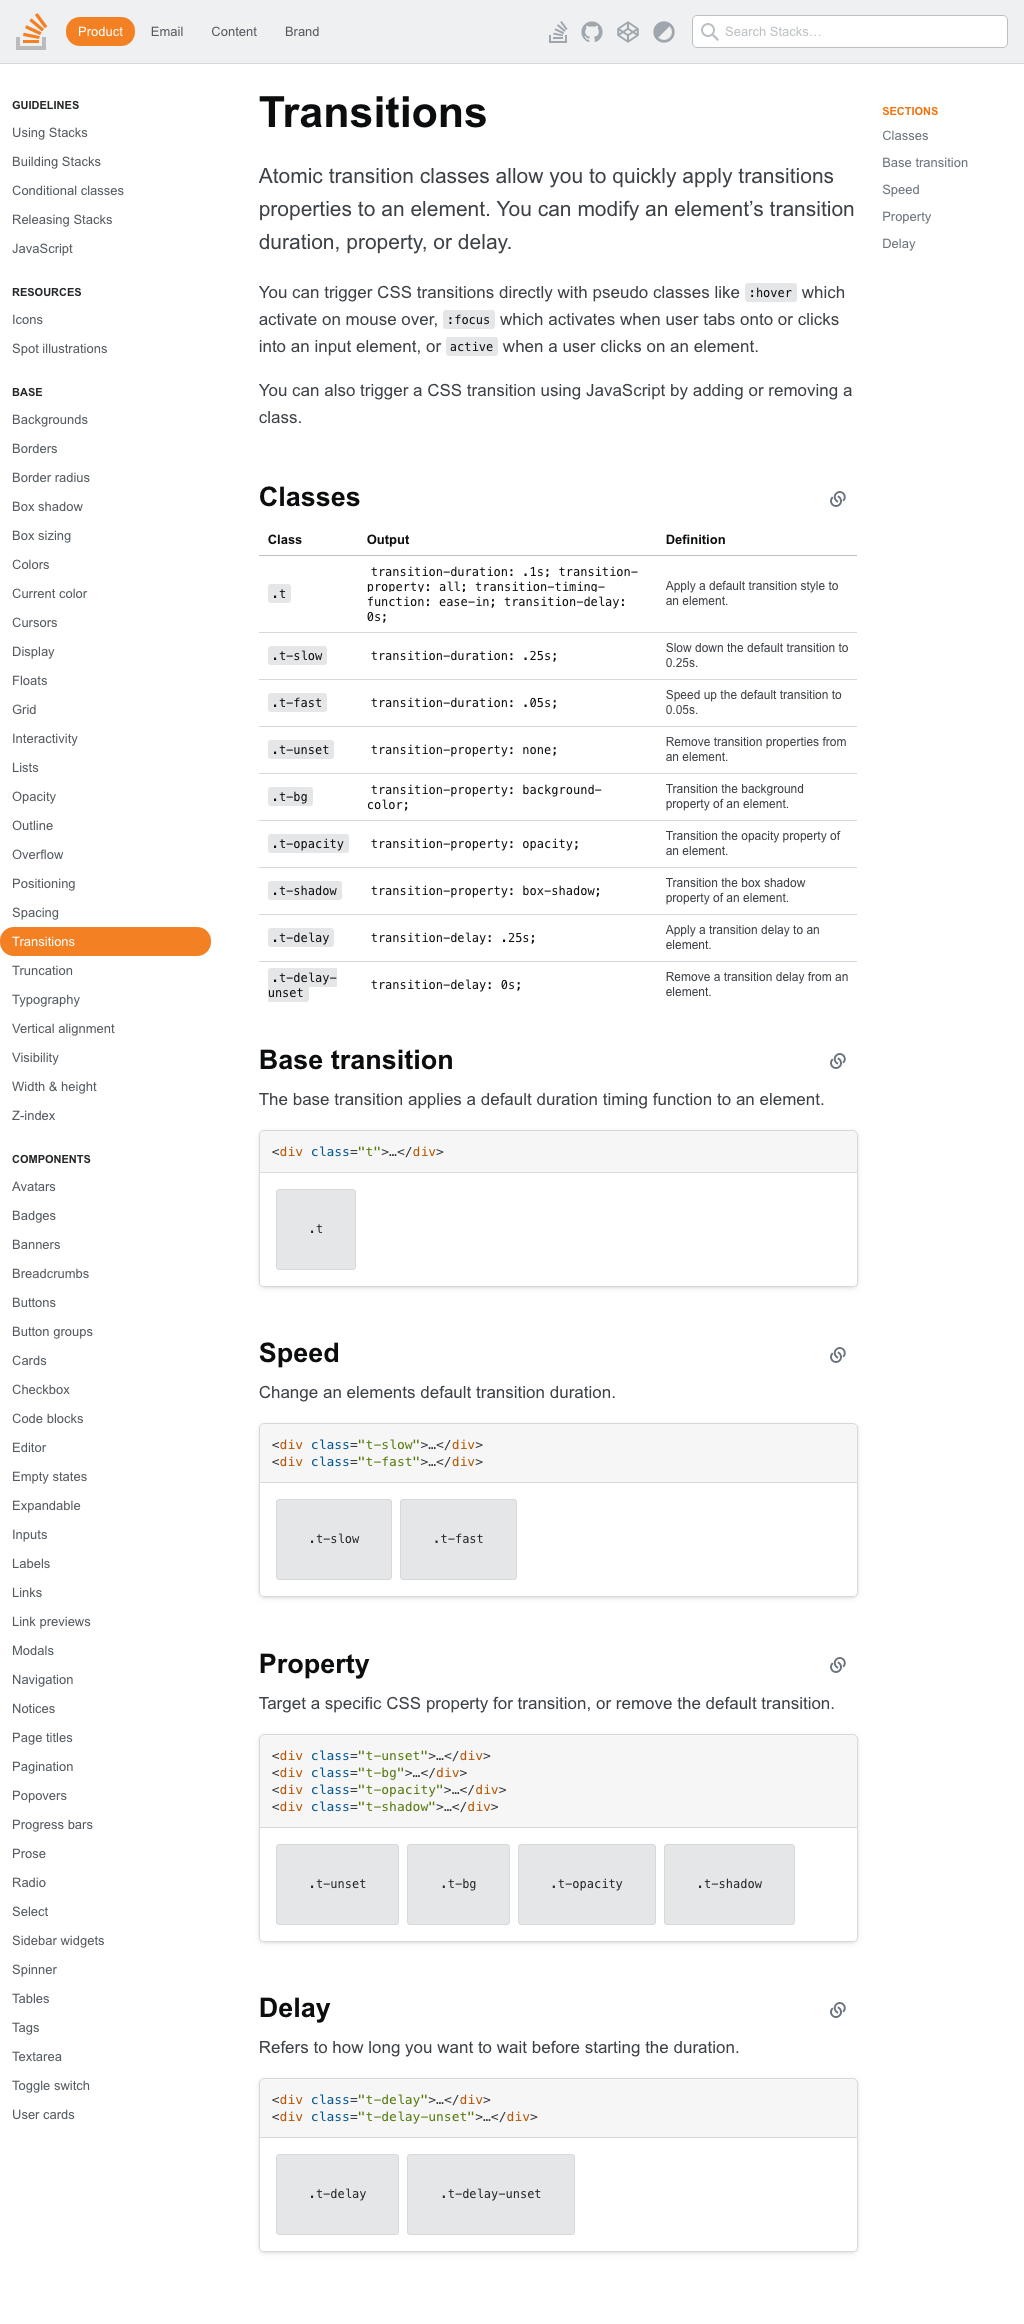 Product Email Content Brand Search Stacks…
GUIDELINES
Using Stacks
Building Stacks
Conditional classes
Releasing Stacks
JavaScript
RESOURCES
Icons
Spot illustrations
BASE
Backgrounds
Borders
Border radius
Box shadow
Box sizing
Colors
Current color
Cursors
Display
Floats
Grid
Interactivity
Lists
Opacity
Outline
Overflow
Positioning
Spacing
Transitions
Truncation
Typography
Vertical alignment
Visibility
Width & height
Z-index
COMPONENTS
Avatars
Badges
Banners
Breadcrumbs
Buttons
Button groups
Cards
Checkbox
Code blocks
Editor
Empty states
Expandable
Inputs
Labels
Links
Link previews
Modals
Navigation
Notices
Page titles
Pagination
Popovers
Progress bars
Prose
Radio
Select
Sidebar widgets
Spinner
Tables
Tags
Textarea
Toggle switch
User cards
Transitions
Atomic transition classes allow you to quickly apply transitions
properties to an element. You can modify an element’s transition
duration, property, or delay.
You can trigger CSS transitions directly with pseudo classes like :hover which
activate on mouse over, :focus which activates when user tabs onto or clicks
into an input element, or active when a user clicks on an element.
You can also trigger a CSS transition using JavaScript by adding or removing a
class.
Classes
Class Output Definition
.t
transition-duration: .1s; transition-
property: all; transition-timing-
function: ease-in; transition-delay:
0s;
Apply a default transition style to
an element.
.t-slow
transition-duration: .25s;
Slow down the default transition to
0.25s.
.t-fast
transition-duration: .05s;
Speed up the default transition to
0.05s.
.t-unset
transition-property: none;
Remove transition properties from
an element.
.t-bg
transition-property: background-
color;
Transition the background
property of an element.
.t-opacity
transition-property: opacity;
Transition the opacity property of
an element.
.t-shadow
transition-property: box-shadow;
Transition the box shadow
property of an element.
.t-delay
transition-delay: .25s;
Apply a transition delay to an
element.
.t-delay-
unset
transition-delay: 0s;
Remove a transition delay from an
element.
Base transition
The base transition applies a default duration timing function to an element.
<div class="t">…</div>
.t
Speed
Change an elements default transition duration.
<div class="t-slow">…</div>
<div class="t-fast">…</div>
.t-slow .t-fast
Property
Target a specific CSS property for transition, or remove the default transition.
<div class="t-unset">…</div>
<div class="t-bg">…</div>
<div class="t-opacity">…</div>
<div class="t-shadow">…</div>
.t-unset .t-bg .t-opacity .t-shadow
Delay
Refers to how long you want to wait before starting the duration.
<div class="t-delay">…</div>
<div class="t-delay-unset">…</div>
.t-delay .t-delay-unset
SECTIONS
Classes
Base transition
Speed
Property
Delay